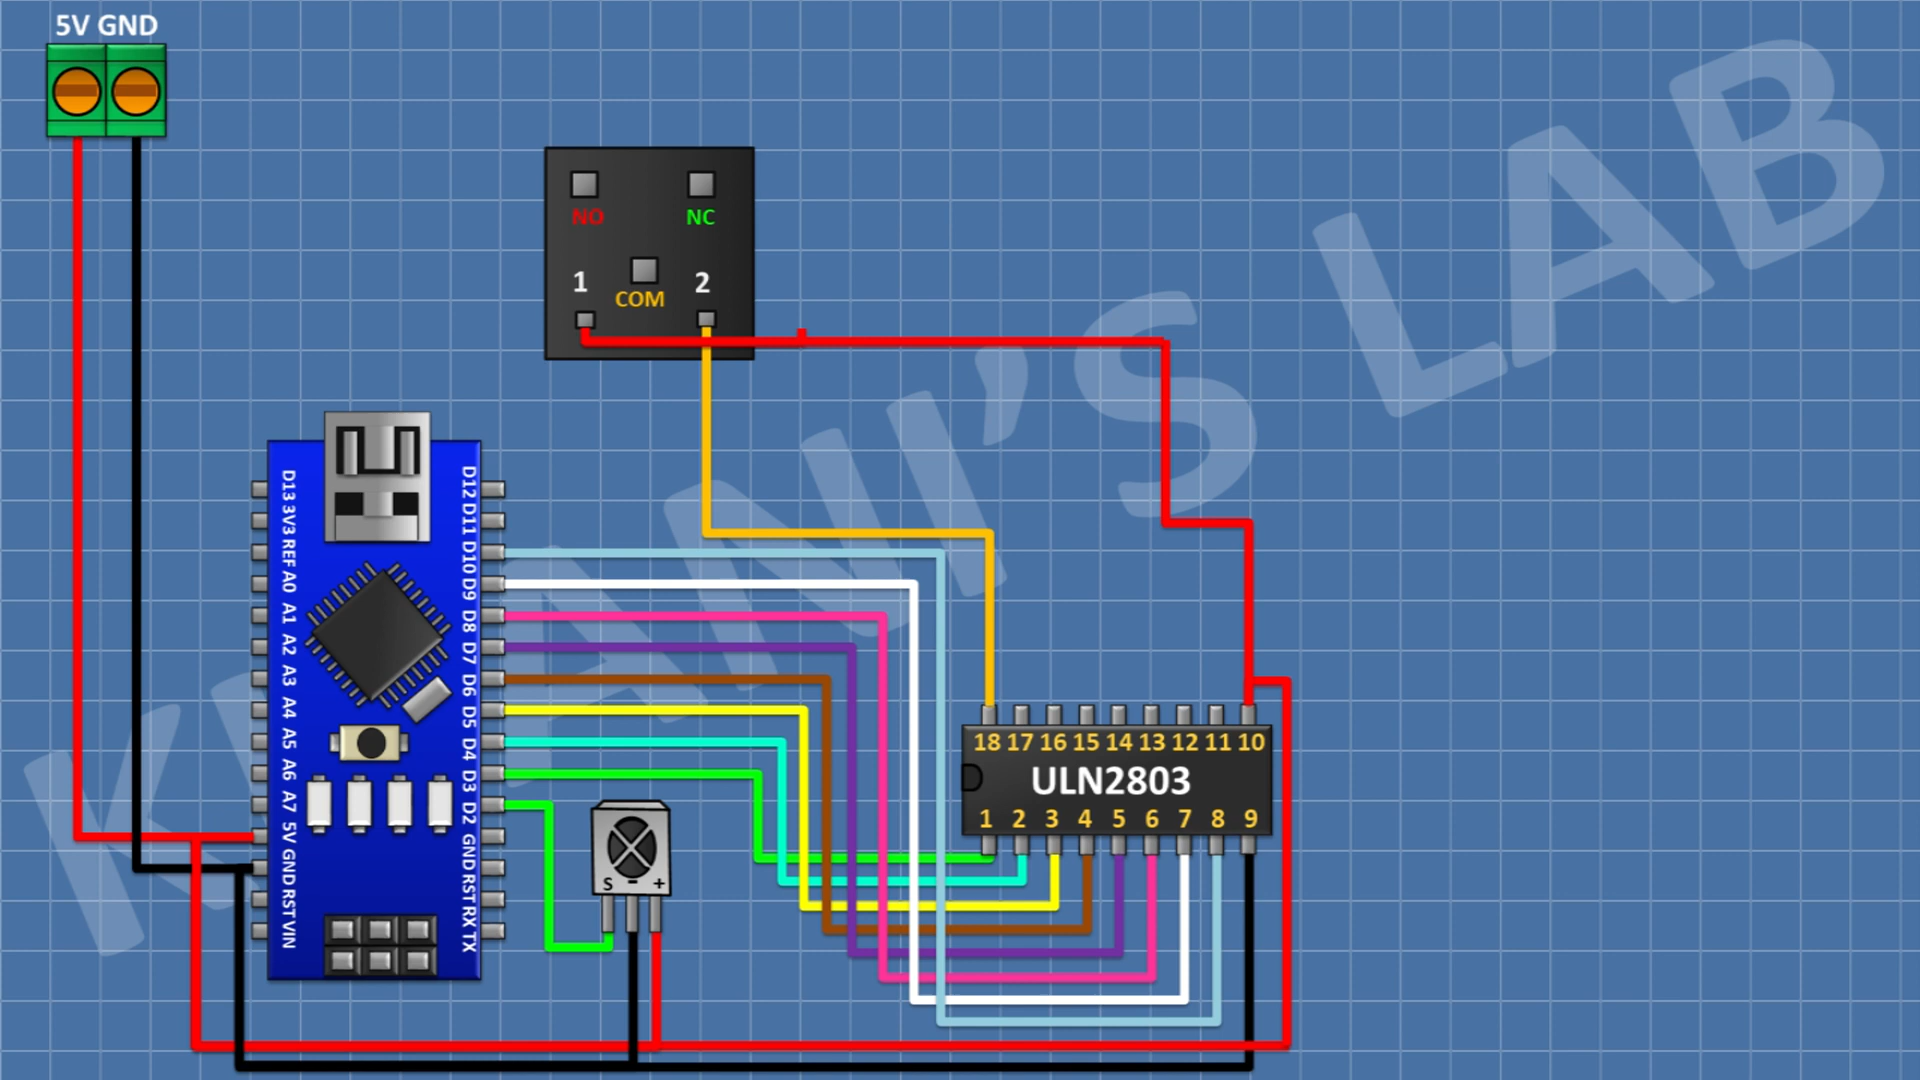 5V GND
NO NC
1 2
COM
D13 3V3 REF A0 A1 A2 A3 A4 A5 A6 A7 5V GND RST VIN
D12 D11 D10 D9 D8 D7 D6 D5 D4 D3 D2 GND RST RX TX
S - +
18 17 16 15 14 13 12 11 10
ULN2803
1 2 3 4 5 6 7 8 9